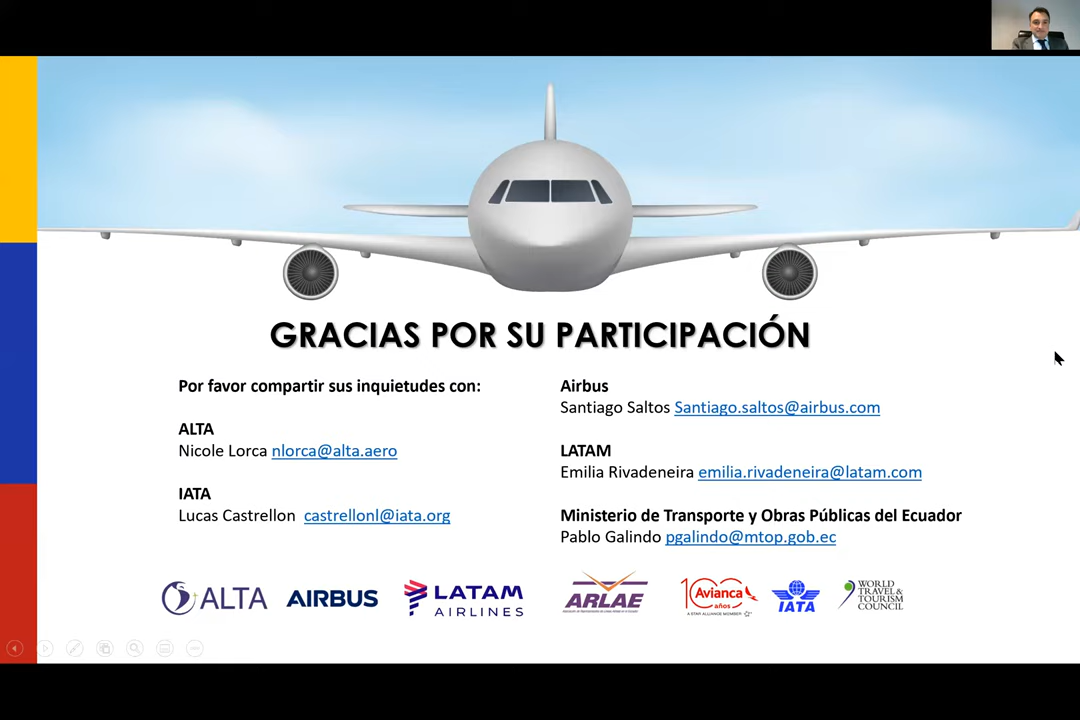 GRACIAS POR SU PARTICIPACIÓN
Por favor compartir sus inquietudes con:
ALTA
Nicole Lorca nlorca@alta.aero
IATA
Lucas Castrellon castrellonl@iata.org
Airbus
Santiago Saltos Santiago.saltos@airbus.com
LATAM
Emilia Rivadeneira emilia.rivadeneira@latam.com
Ministerio de Transporte y Obras Públicas del Ecuador
Pablo Galindo pgalindo@mtop.gob.ec
ALTA
AIRBUS
LATAM
AIRLINES
ARLAE
100
Avianca
años
A STAR ALLIANCE MEMBER
IATA
WORLD
TRAVEL &
TOURISM
COUNCIL